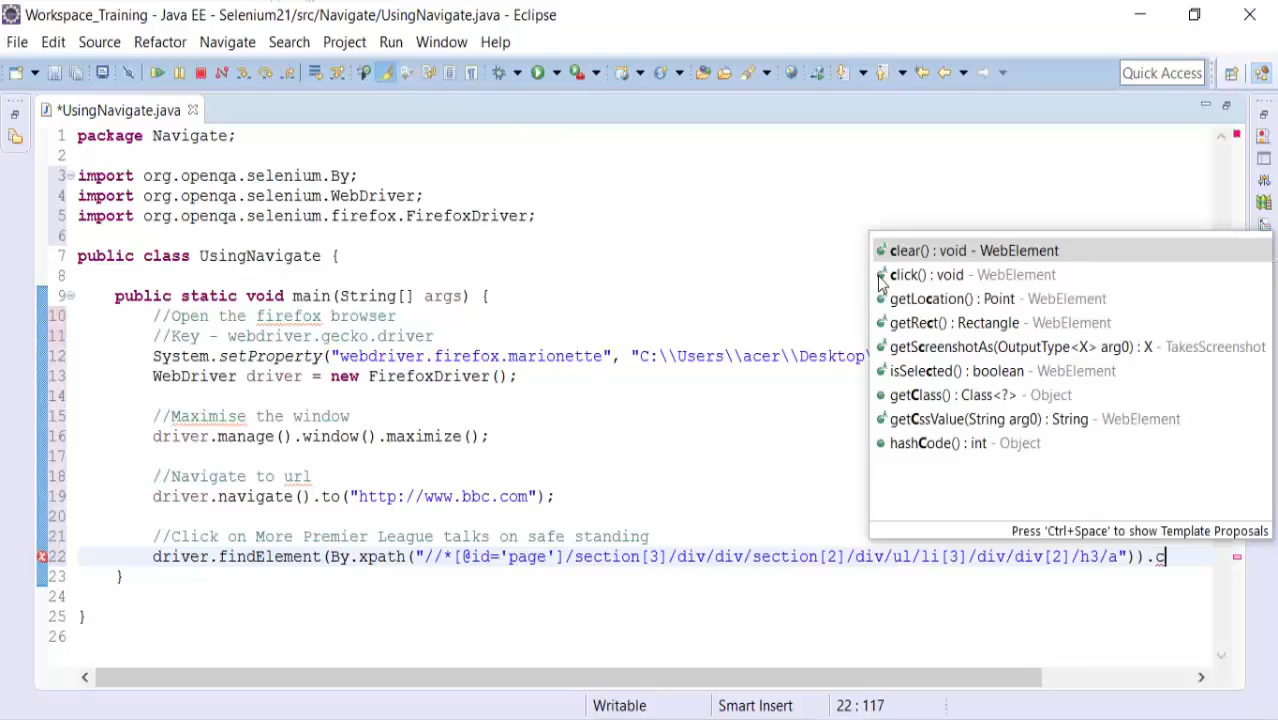 Workspace_Training - Java EE - Selenium21/src/Navigate/UsingNavigate.java - Eclipse
File Edit Source Refactor Navigate Search Project Run Window Help
Quick Access
*UsingNavigate.java
1 package Navigate;
2
3 import org.openqa.selenium.By;
4 import org.openqa.selenium.WebDriver;
5 import org.openqa.selenium.firefox.FirefoxDriver;
6
7 public class UsingNavigate {
8
9 public static void main(String[] args) {
10 //Open the firefox browser
11 //Key - webdriver.gecko.driver
12 System.setProperty("webdriver.firefox.marionette", "C:\\Users\\acer\\Desktop\
13 WebDriver driver = new FirefoxDriver();
14
15 //Maximise the window
16 driver.manage().window().maximize();
17
18 //Navigate to url
19 driver.navigate().to("http://www.bbc.com");
20
21 //Click on More Premier League talks on safe standing
22 driver.findElement(By.xpath("//*[@id='page']/section[3]/div/div/section[2]/div/ul/li[3]/div/div[2]/h3/a")).c
23 }
24
25 }
26
clear() : void - WebElement
click() : void - WebElement
getLocation() : Point - WebElement
getRect() : Rectangle - WebElement
getScreenshotAs(OutputType<X> arg0) : X - TakesScreenshot
isSelected() : boolean - WebElement
getClass() : Class<?> - Object
getCssValue(String arg0) : String - WebElement
hashCode() : int - Object
Press 'Ctrl+Space' to show Template Proposals
Writable Smart Insert 22 : 117